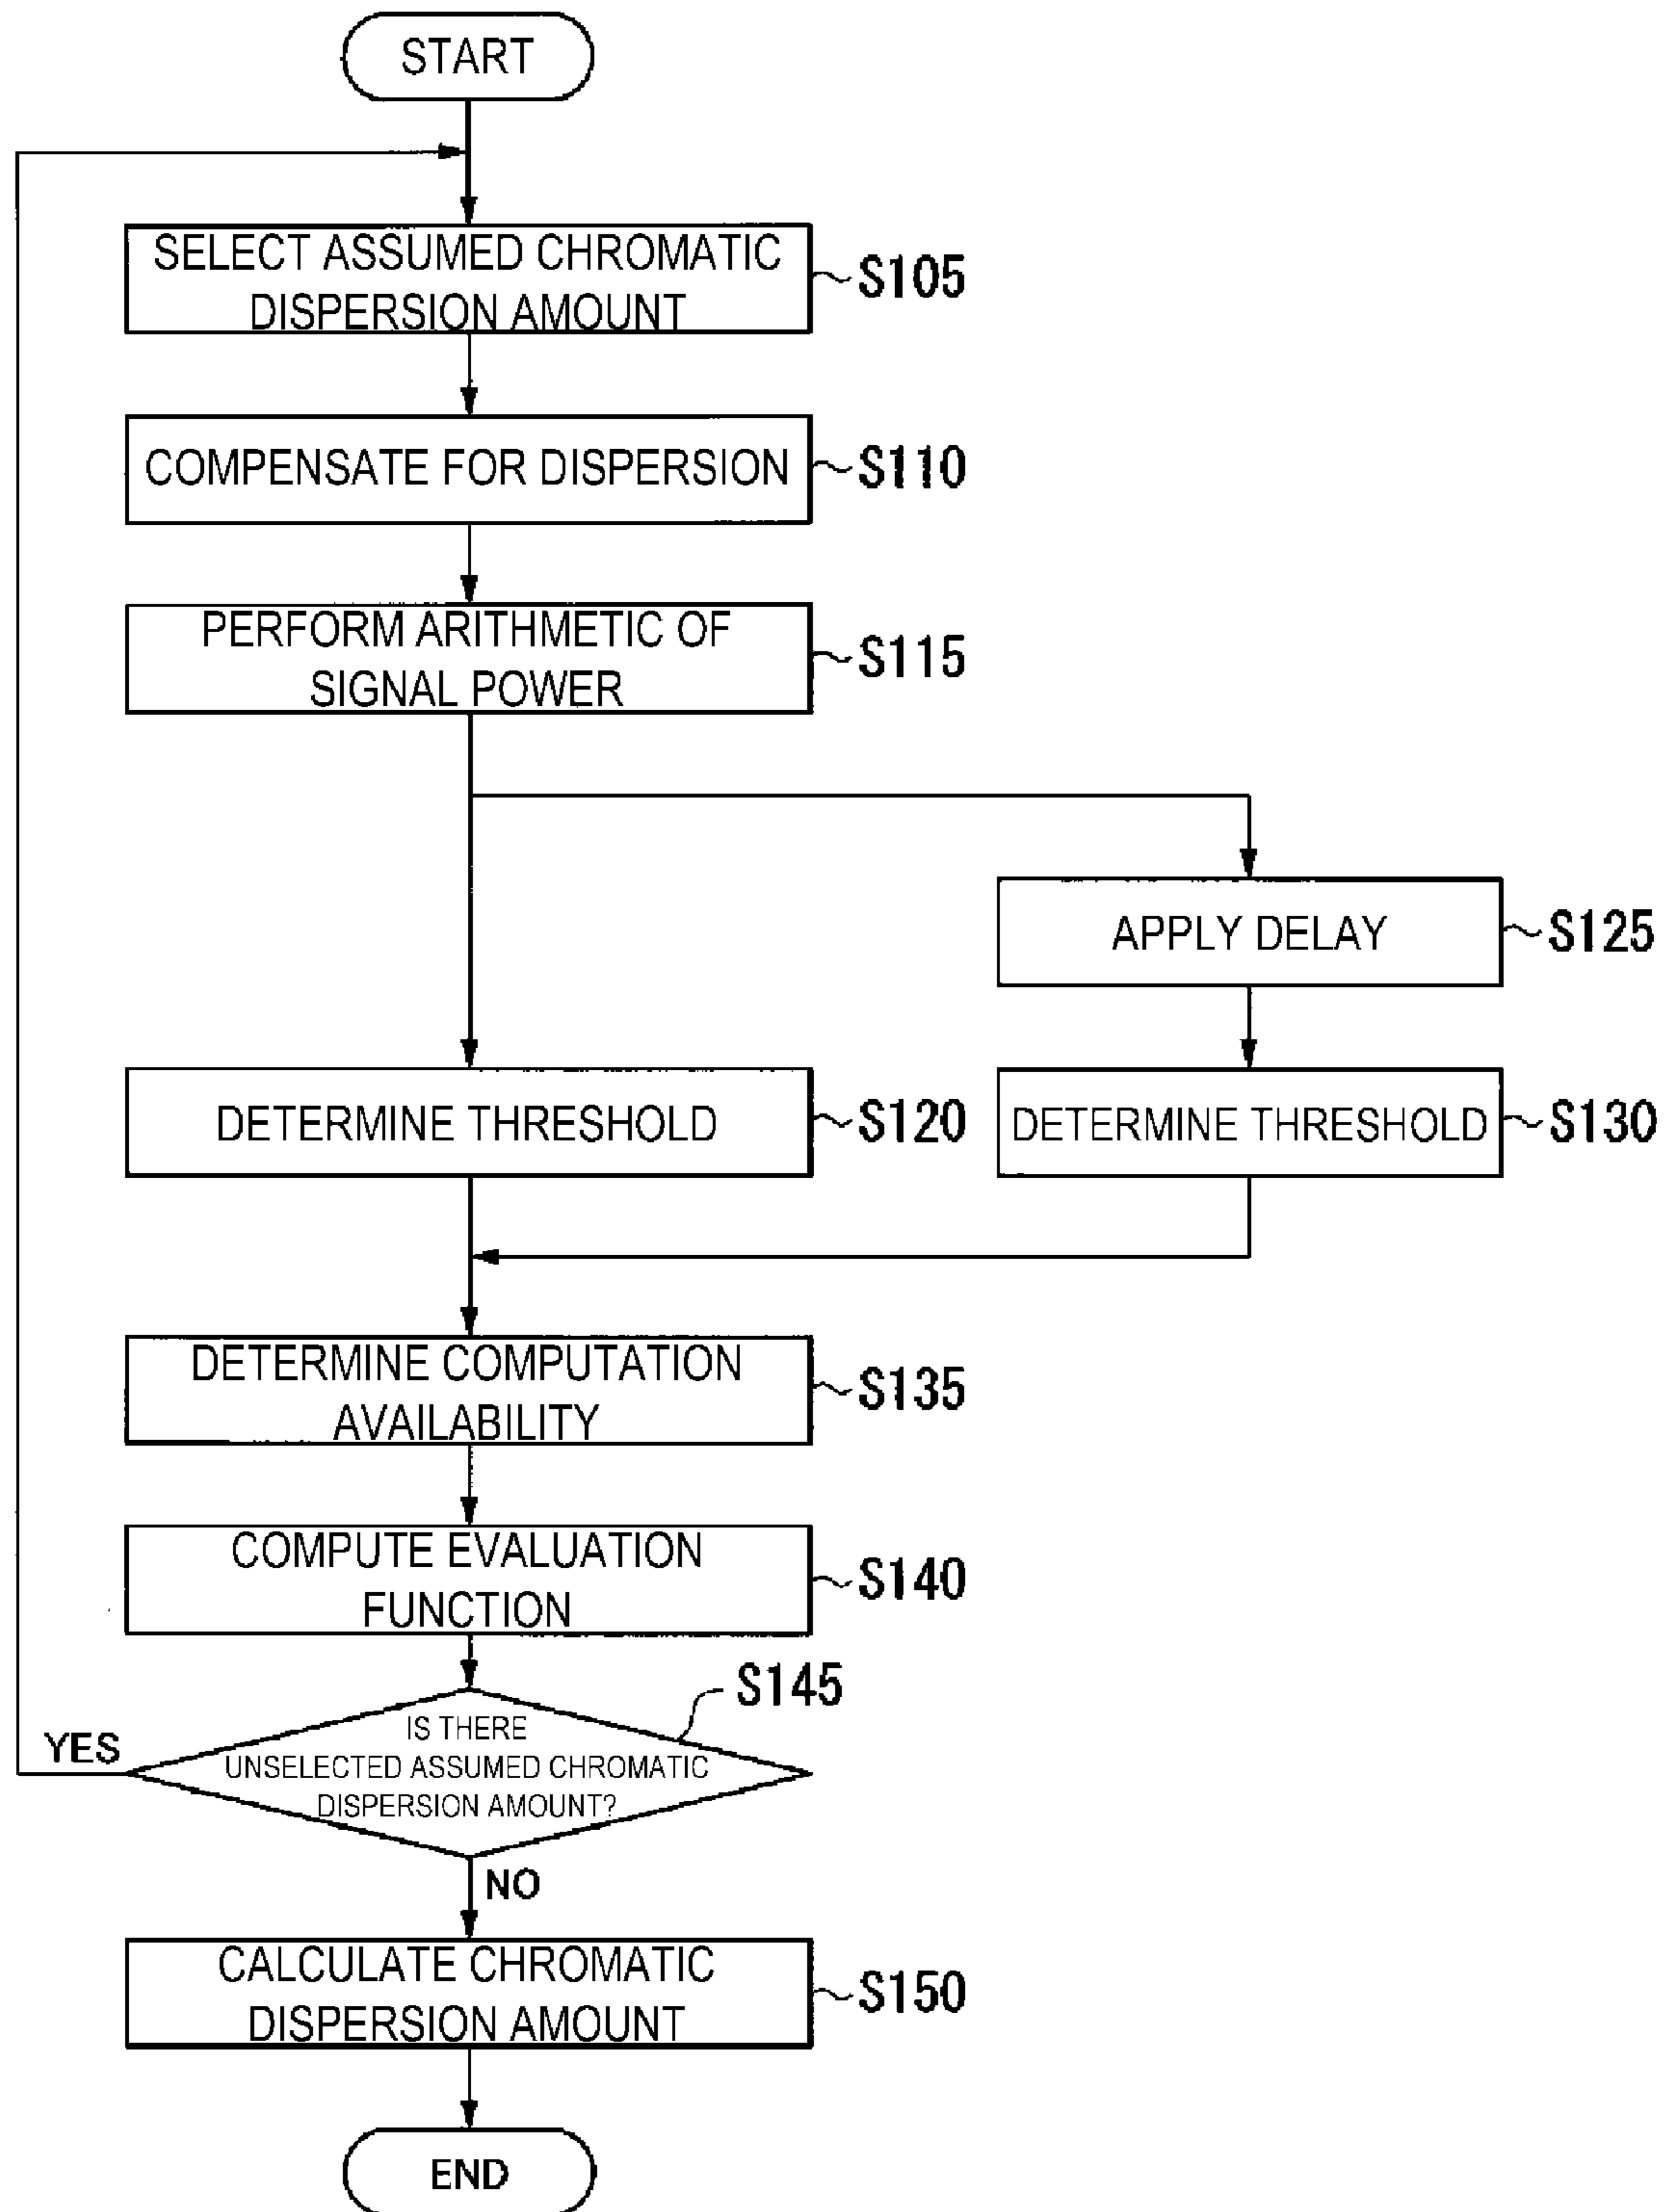 START
SELECT ASSUMED CHROMATIC
DISPERSION AMOUNT
S105
COMPENSATE FOR DISPERSION
S110
PERFORM ARITHMETIC OF
SIGNAL POWER
S115
APPLY DELAY
S125
DETERMINE THRESHOLD
S120
DETERMINE THRESHOLD
S130
DETERMINE COMPUTATION
AVAILABILITY
S135
COMPUTE EVALUATION
FUNCTION
S140
S145
IS THERE
UNSELECTED ASSUMED CHROMATIC
DISPERSION AMOUNT?
YES
NO
CALCULATE CHROMATIC
DISPERSION AMOUNT
S150
END